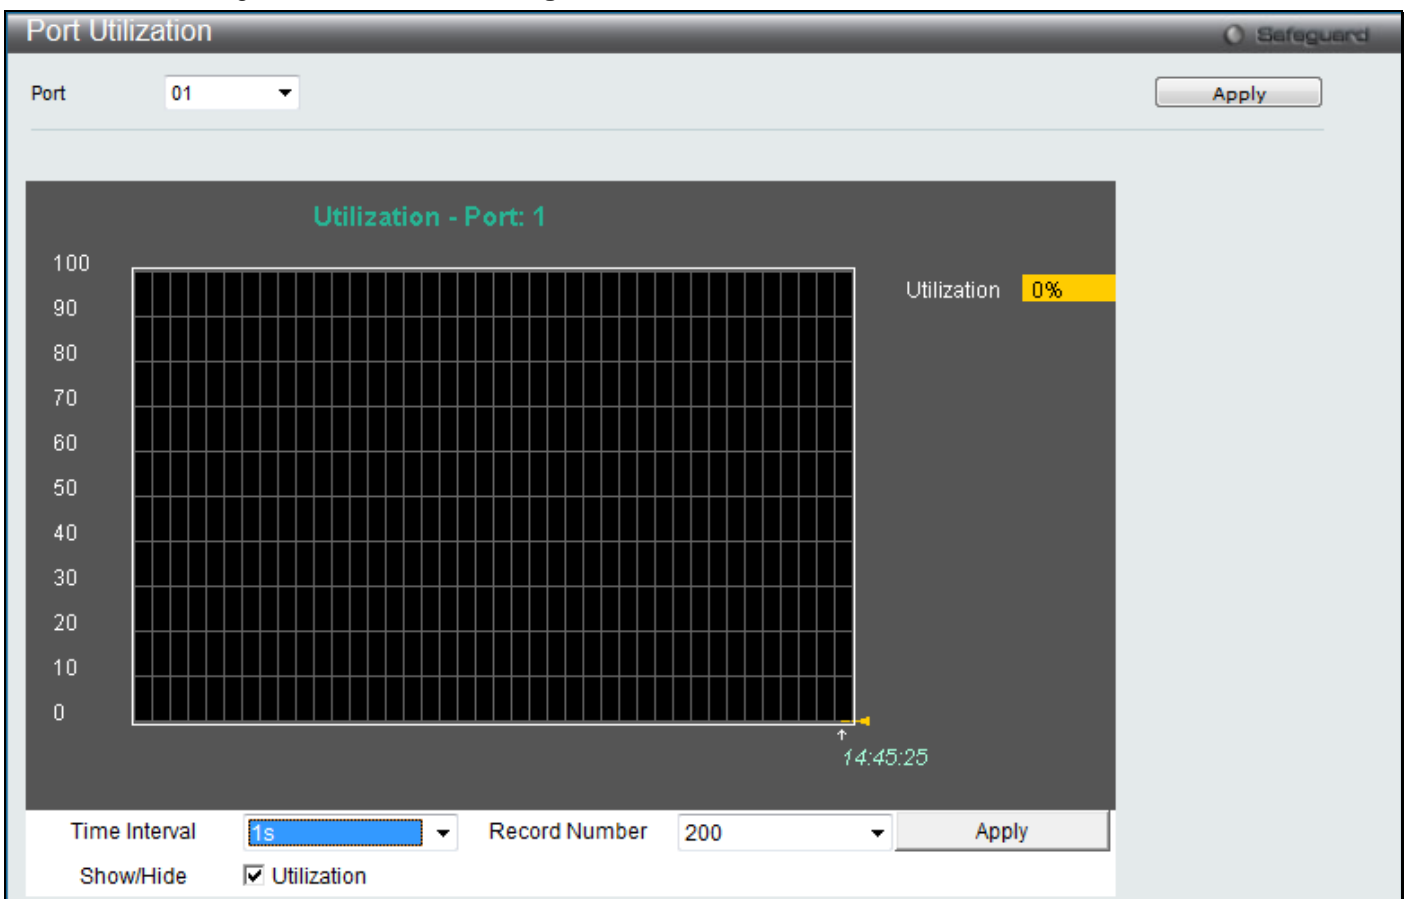 Port Utilization
Safeguard
Port 01 Apply
Utilization - Port: 1
100
Utilization 0%
90
80
70
60
50
40
30
20
10
0
14:45:25
Time Interval 1s Record Number 200 Apply
Show/Hide Utilization